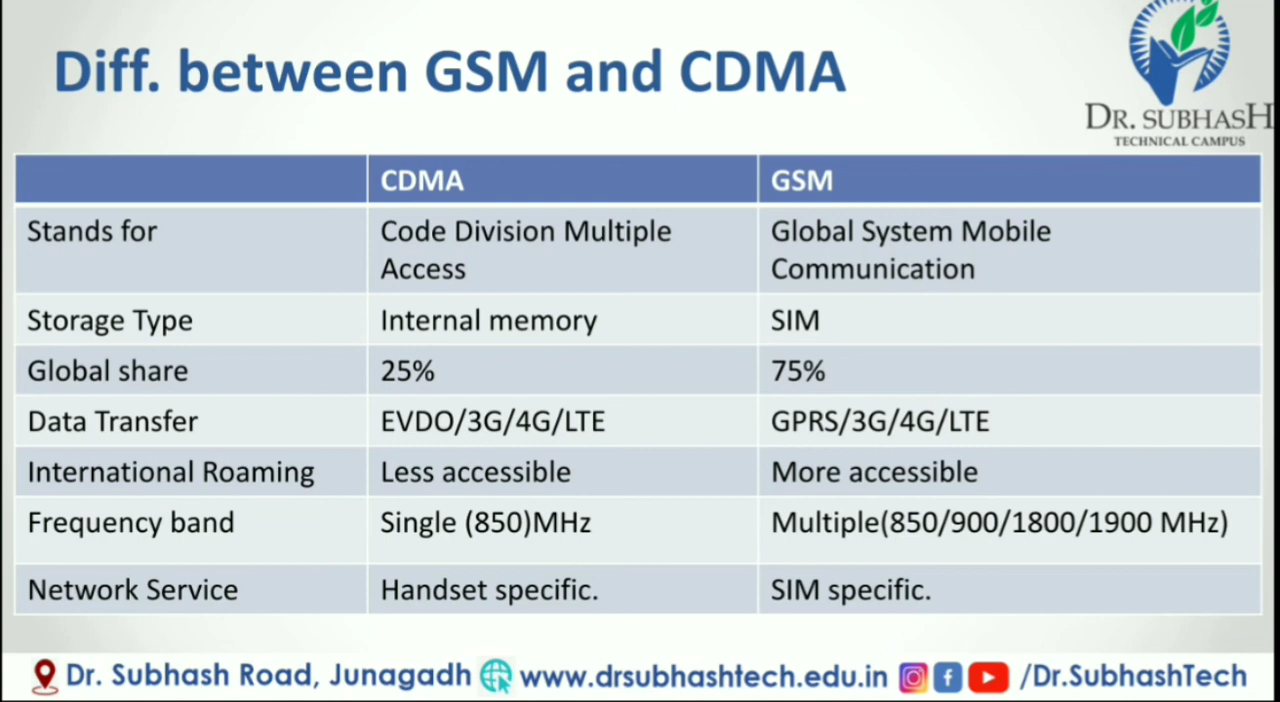 Diff. between GSM and CDMA
DR. SUBHASH
TECHNICAL CAMPUS
CDMA GSM
Stands for Code Division Multiple Global System Mobile
Access Communication
Storage Type Internal memory SIM
Global share 25% 75%
Data Transfer EVDO/3G/4G/LTE GPRS/3G/4G/LTE
International Roaming Less accessible More accessible
Frequency band Single (850)MHz Multiple(850/900/1800/1900 MHz)
Network Service Handset specific. SIM specific.
Dr. Subhash Road, Junagadh www.drsubhashtech.edu.in /Dr.SubhashTech